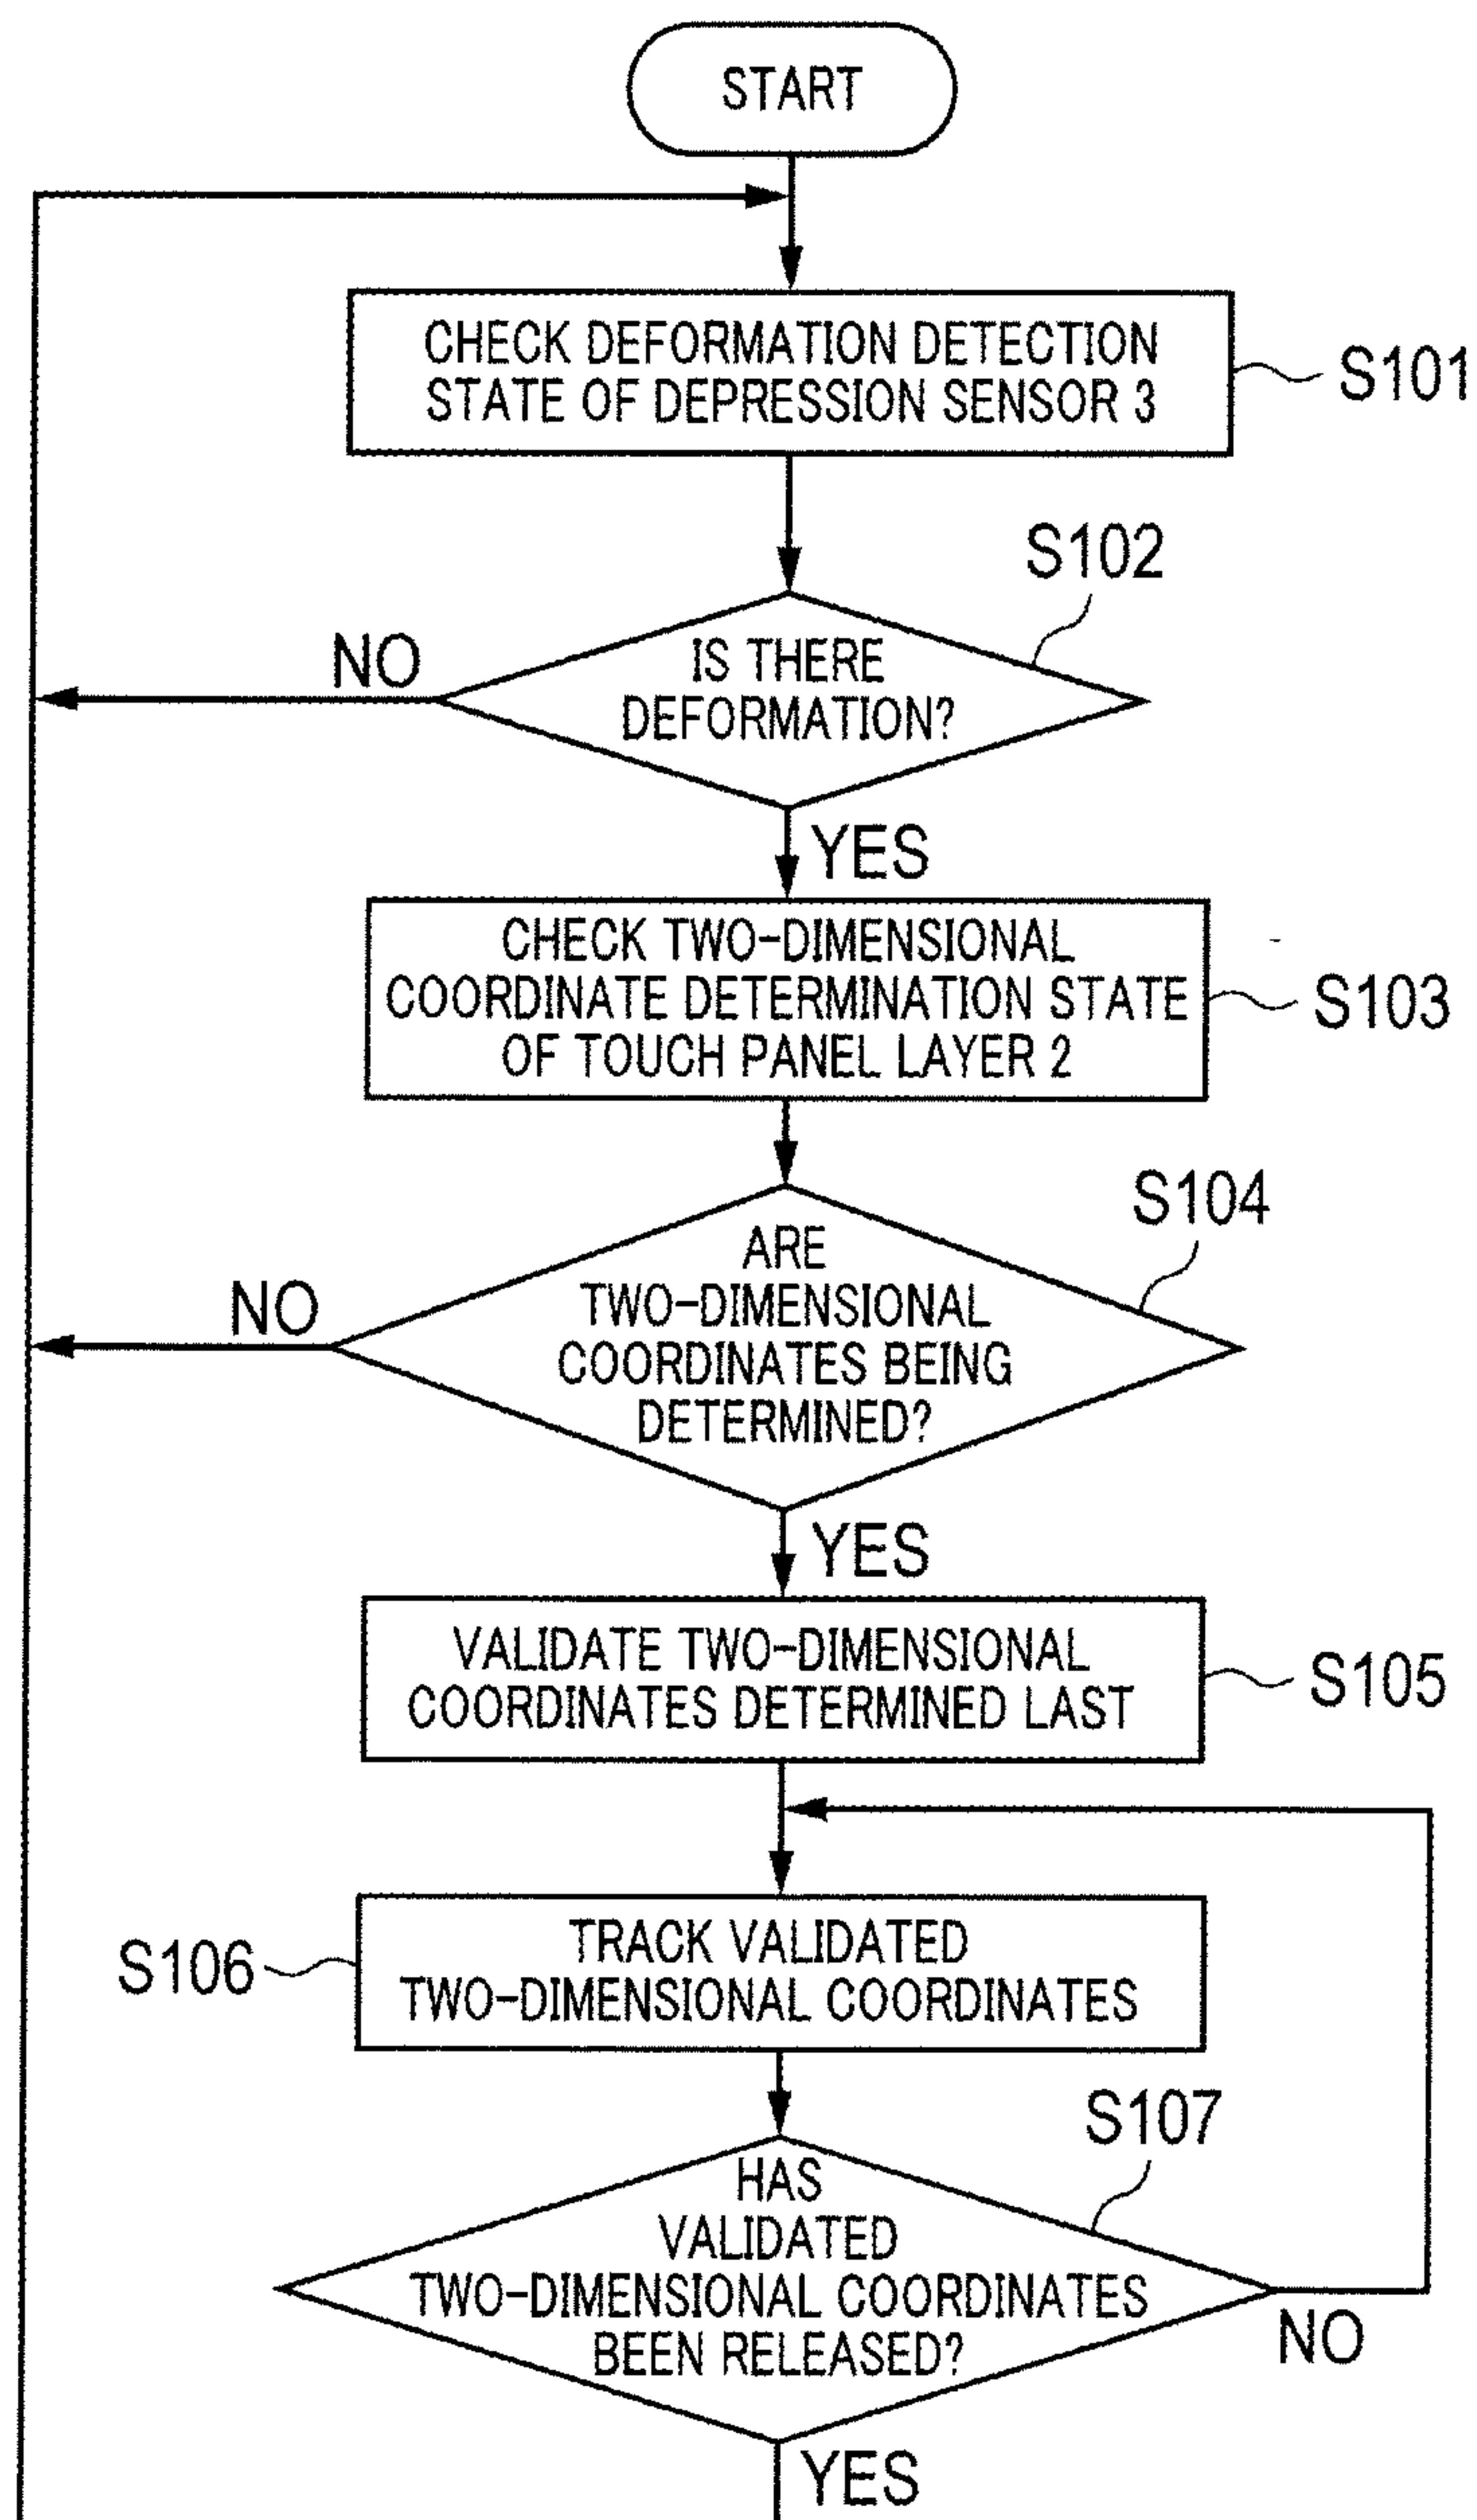 START
CHECK DEFORMATION DETECTION
STATE OF DEPRESSION SENSOR 3
S101
S102
IS THERE
DEFORMATION?
NO
YES
CHECK TWO-DIMENSIONAL
COORDINATE DETERMINATION STATE
OF TOUCH PANEL LAYER 2
S103
S104
ARE
TWO-DIMENSIONAL
COORDINATES BEING
DETERMINED?
NO
YES
VALIDATE TWO-DIMENSIONAL
COORDINATES DETERMINED LAST
S105
TRACK VALIDATED
TWO-DIMENSIONAL COORDINATES
S106
S107
HAS
VALIDATED
TWO-DIMENSIONAL COORDINATES
BEEN RELEASED?
NO
YES